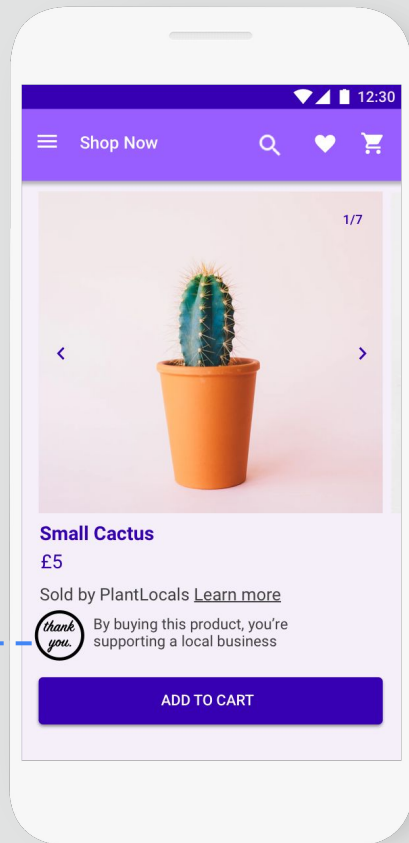 12:30
Shop Now
1/7
Small Cactus
£5
Sold by PlantLocals Learn more
thank
you.
By buying this product, you're
supporting a local business
ADD TO CART